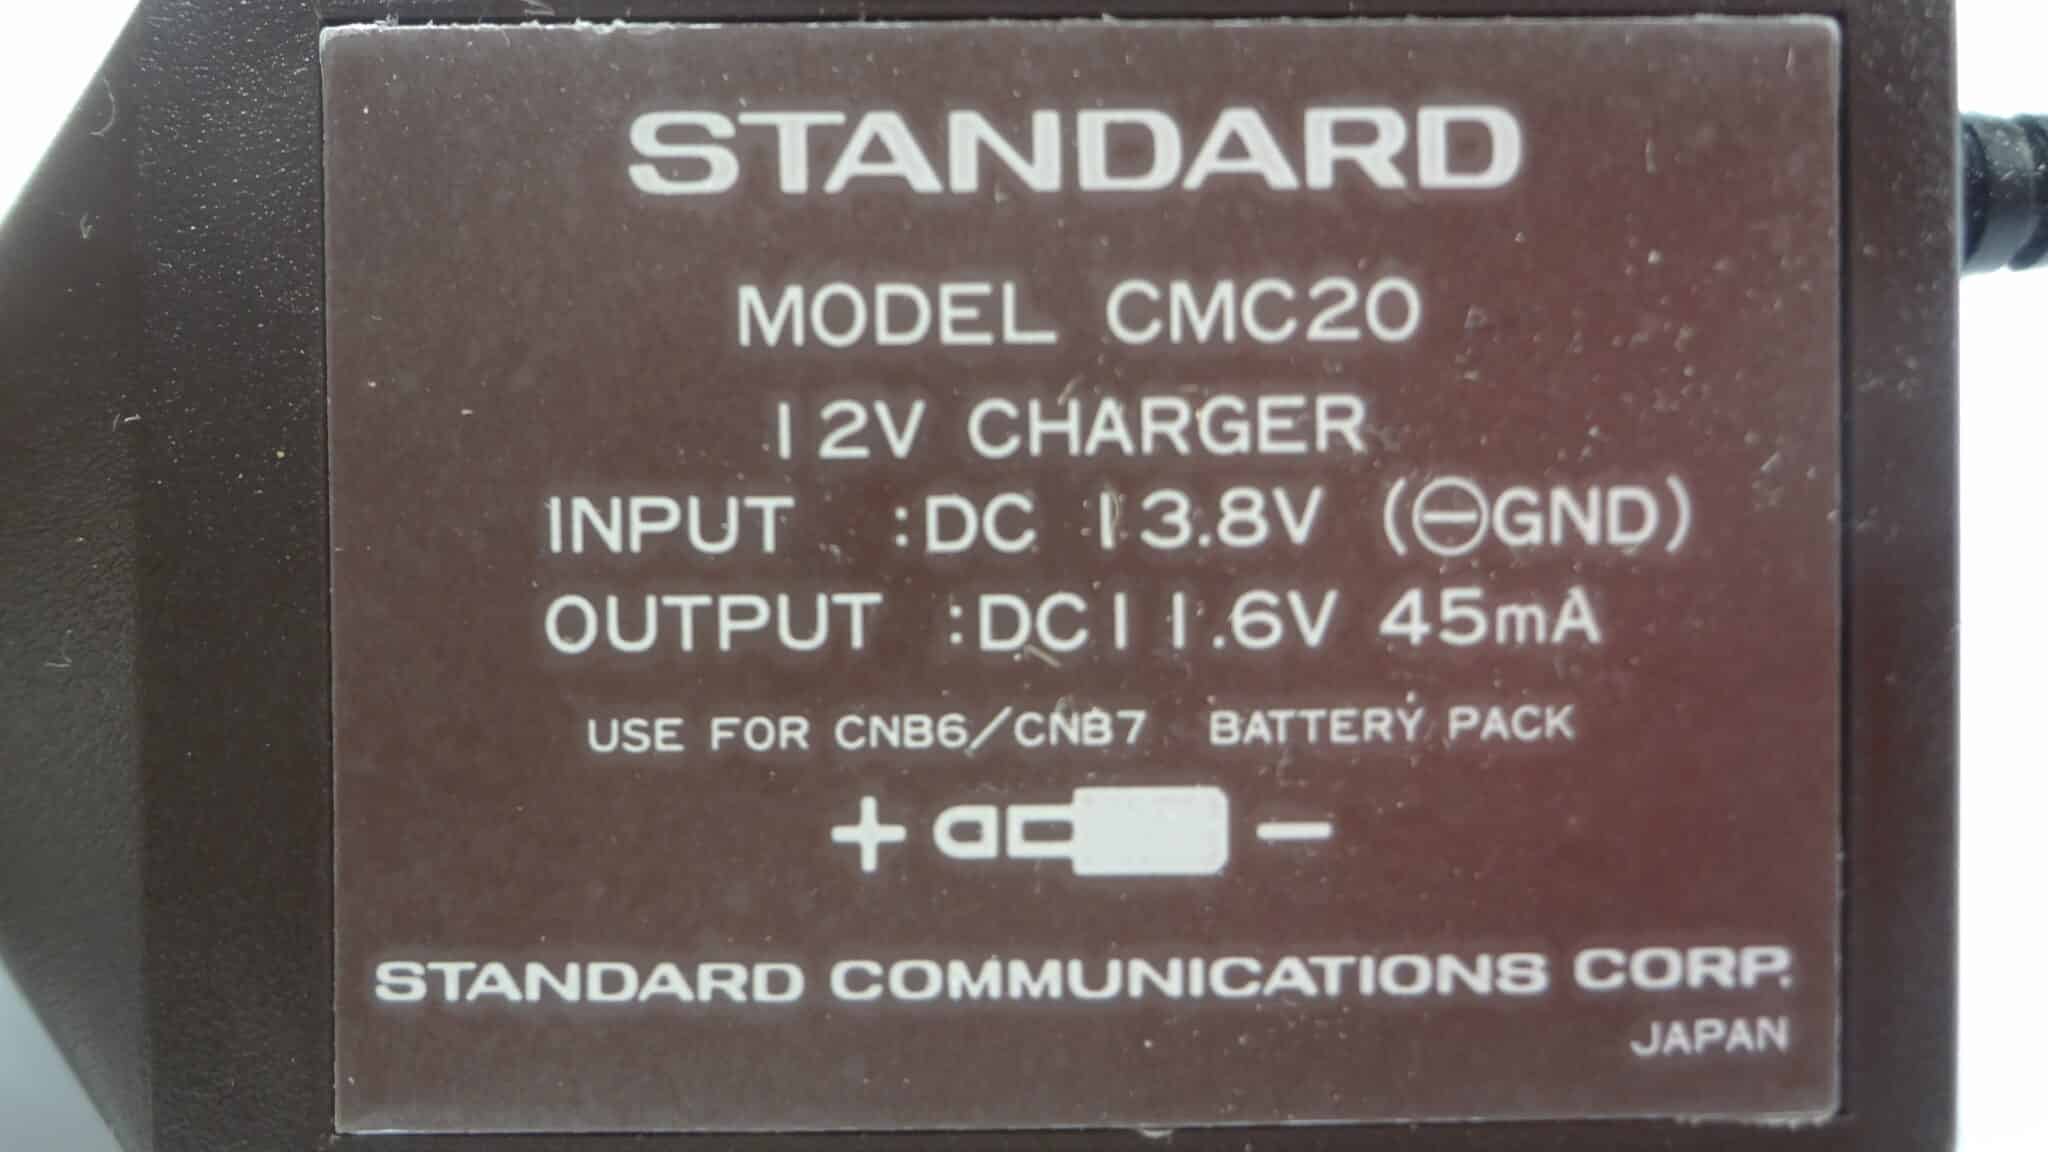 STANDARD
MODEL CMC20
12V CHARGER
INPUT :DC 13.8V (⊖GND)
OUTPUT :DC11.6V 45mA
USE FOR CNB6/CNB7 BATTERY PACK
+ −
STANDARD COMMUNICATIONS CORP.
JAPAN